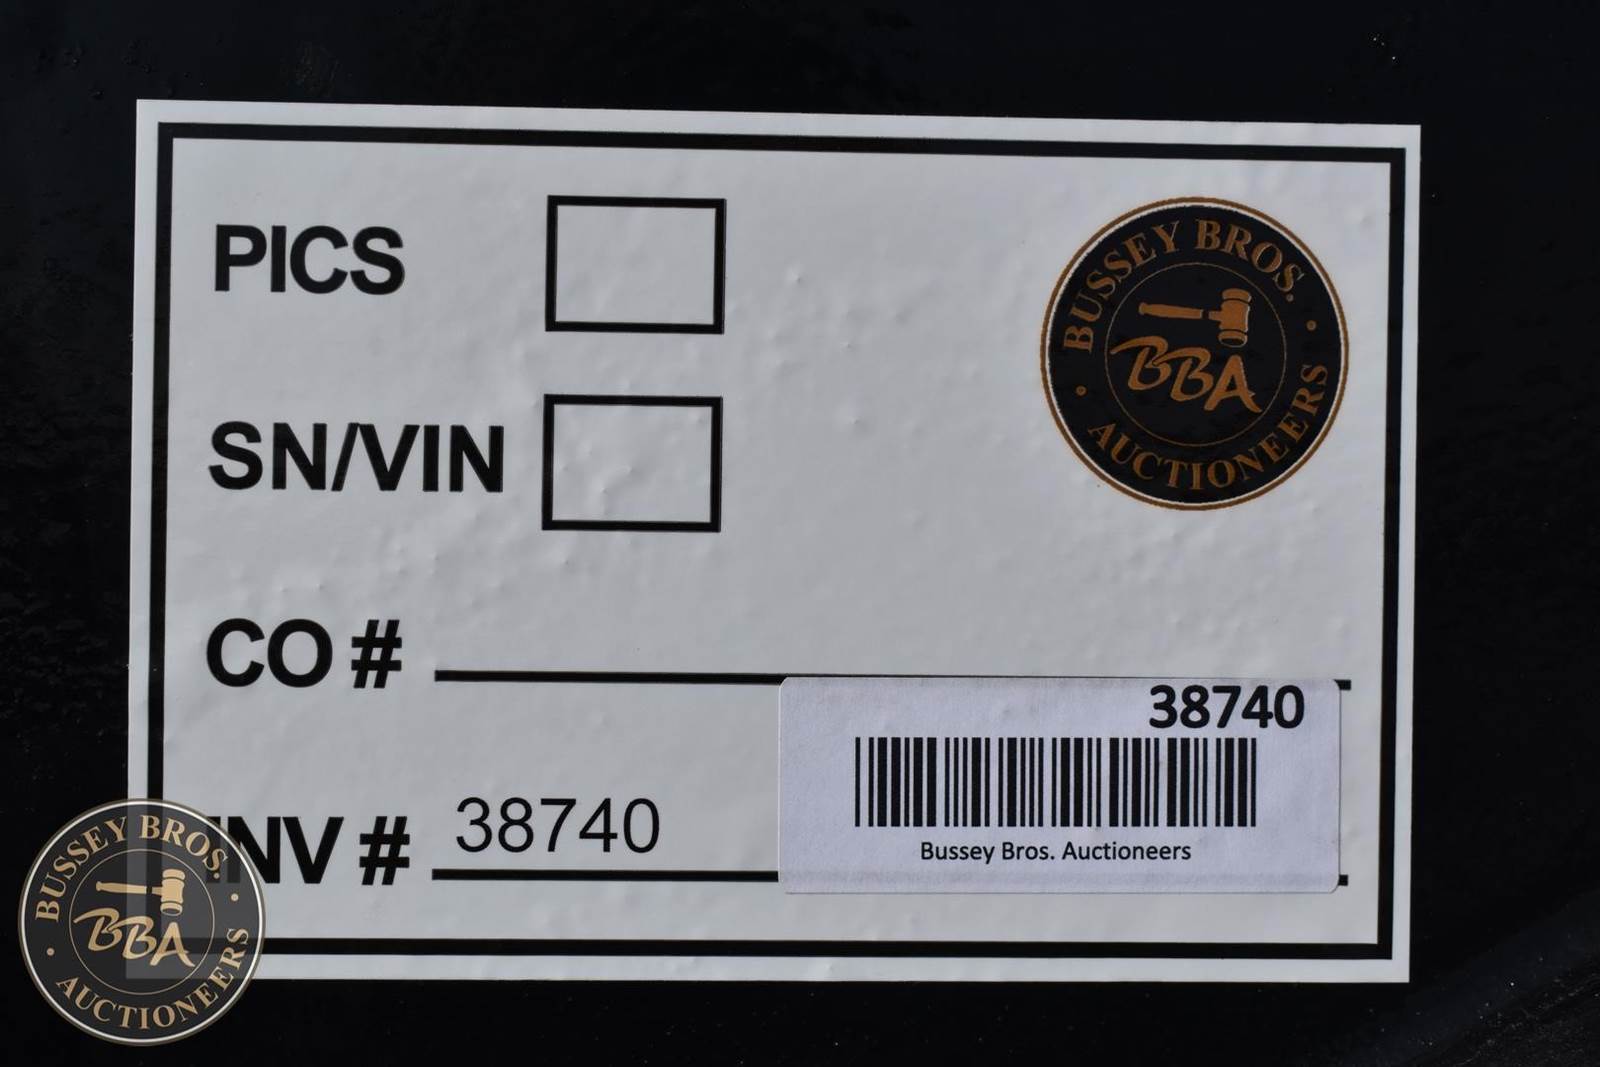 PICS
BUSSEY BROS.
BBA
AUCTIONEERS
SN/VIN
CO #
38740
INV # 38740
Bussey Bros. Auctioneers
BUSSEY BROS.
BBA
AUCTIONEERS